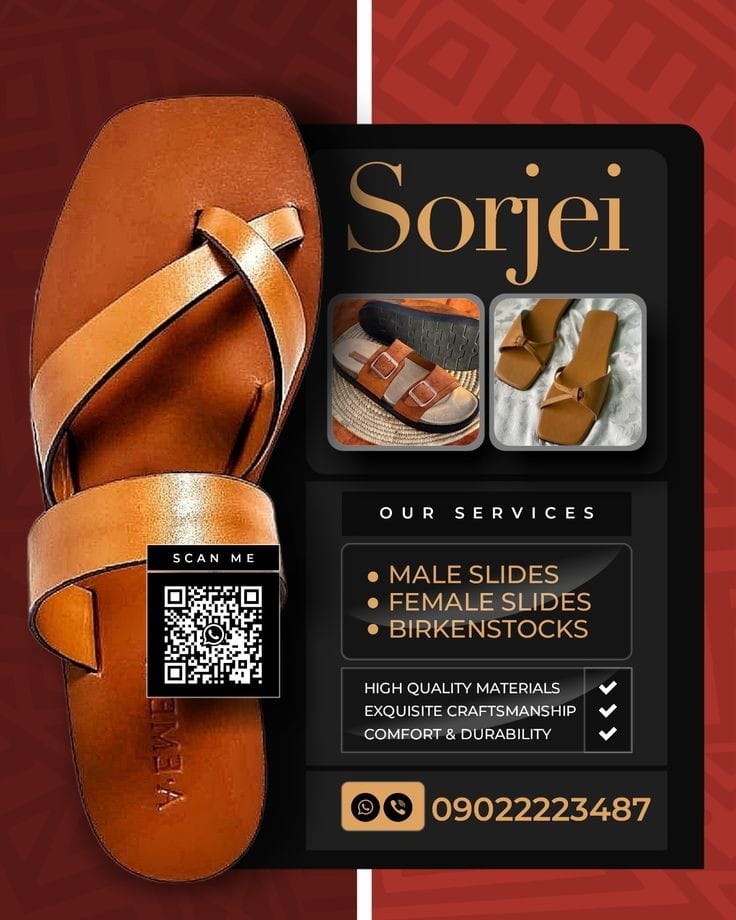 Sorjei
OUR SERVICES
MALE SLIDES
FEMALE SLIDES
BIRKENSTOCKS
SCAN ME
HIGH QUALITY MATERIALS
EXQUISITE CRAFTSMANSHIP
COMFORT & DURABILITY
09022223487